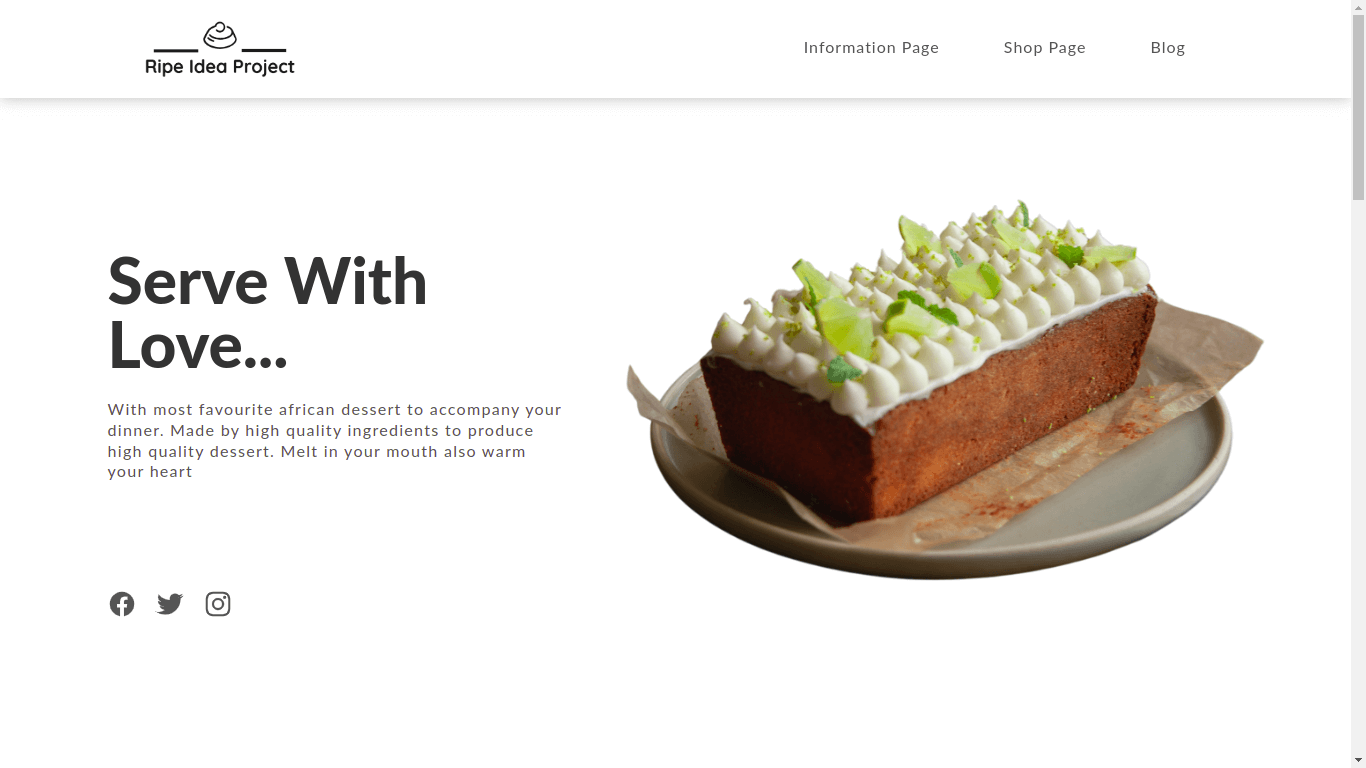 Ripe Idea Project
Information Page
Shop Page
Blog
Serve With
Love...
With most favourite african dessert to accompany your
dinner. Made by high quality ingredients to produce
high quality dessert. Melt in your mouth also warm
your heart